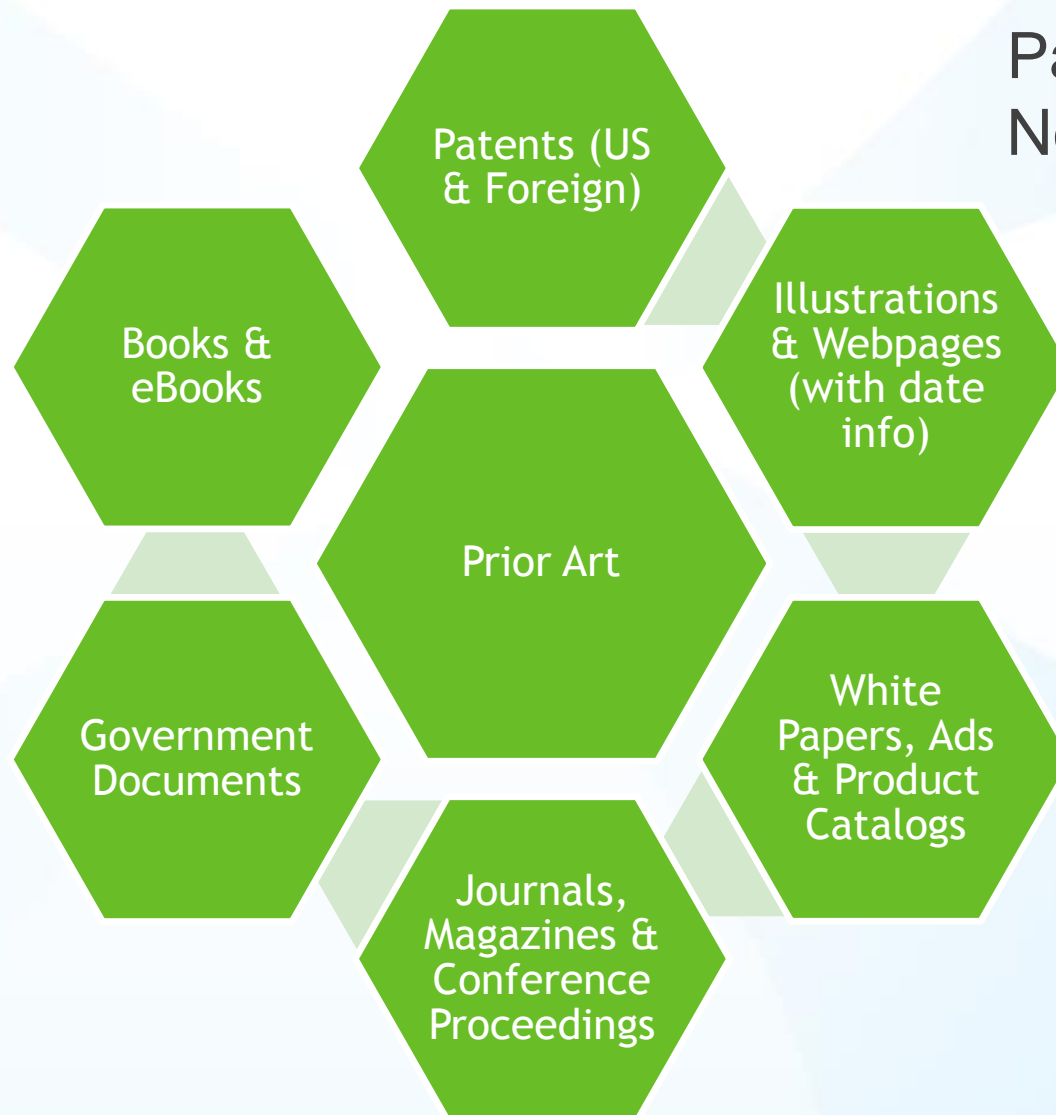 Pa
Patents (US
& Foreign)
Illustrations
& Webpages
(with date
info)
Books &
eBooks
Prior Art
White
Papers, Ads
& Product
Catalogs
Government
Documents
Journals,
Magazines &
Conference
Proceedings